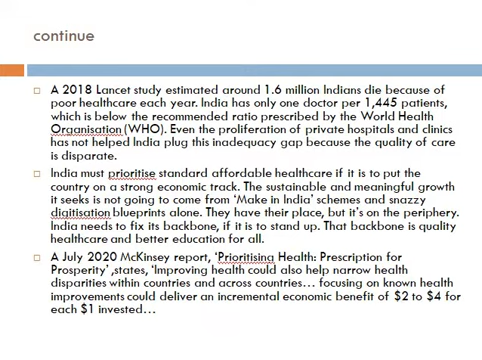 continue
A 2018 Lancet study estimated around 1.6 million Indians die because of
poor healthcare each year. India has only one doctor per 1,445 patients,
which is below the recommended ratio prescribed by the World Health
Organisation (WHO). Even the proliferation of private hospitals and clinics
has not helped India plug this inadequacy gap because the quality of care
is disparate.
India must prioritise standard affordable healthcare if it is to put the
country on a strong economic track. The sustainable and meaningful growth
it seeks is not going to come from ‘Make in India’ schemes and snazzy
digitisation blueprints alone. They have their place, but it’s on the periphery.
India needs to fix its backbone, if it is to stand up. That backbone is quality
healthcare and better education for all.
A July 2020 McKinsey report, ‘Prioritising Health: Prescription for
Prosperity’ ,states, ‘Improving health could also help narrow health
disparities within countries and across countries… focusing on known health
improvements could deliver an incremental economic benefit of $2 to $4 for
each $1 invested…